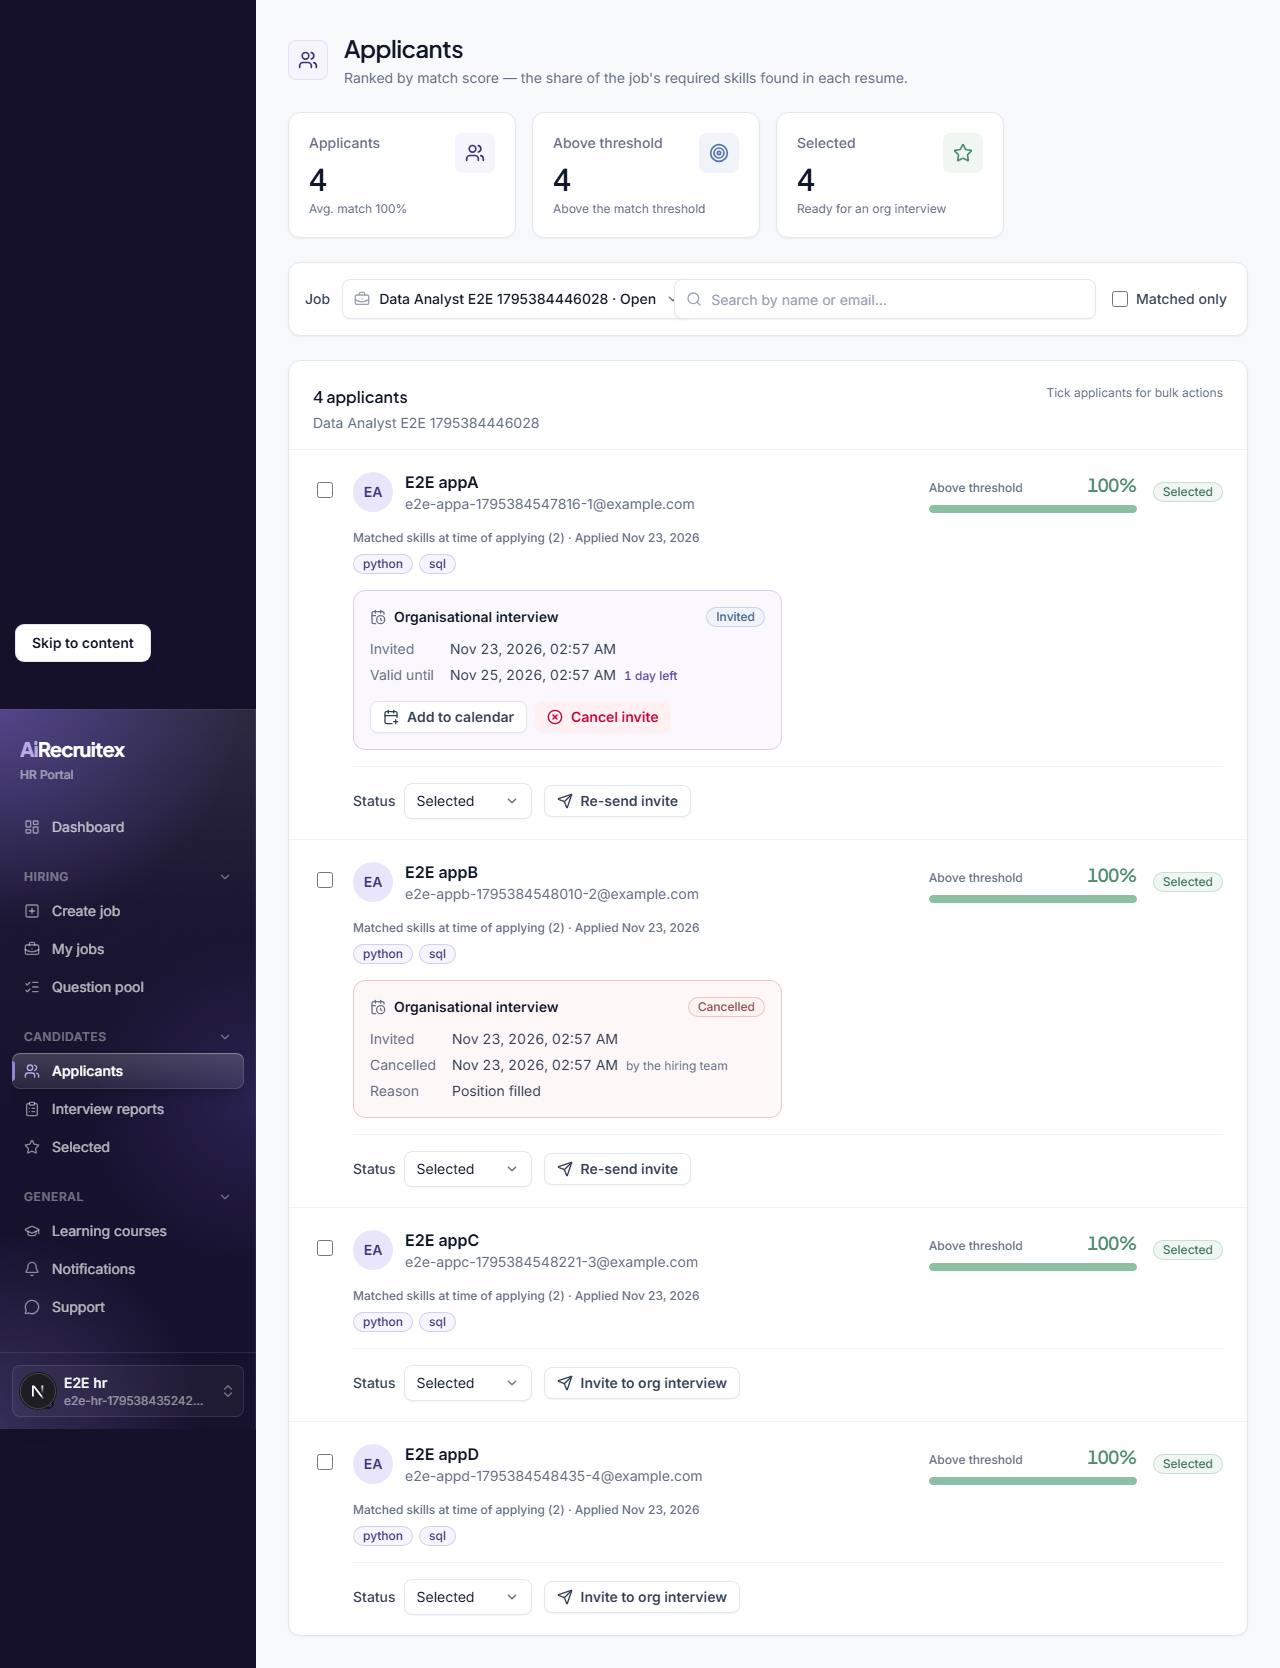 Skip to content
AiRecruitex
HR Portal
Dashboard
HIRING
Create job
My jobs
Question pool
CANDIDATES
Applicants
Interview reports
Selected
GENERAL
Learning courses
Notifications
Support
N
E2E hr
e2e-hr-179538435242...
Applicants
Ranked by match score — the share of the job's required skills found in each resume.
Applicants
4
Avg. match 100%
Above threshold
4
Above the match threshold
Selected
4
Ready for an org interview
Job
Data Analyst E2E 1795384446028 · Open
Search by name or email...
Matched only
4 applicants
Data Analyst E2E 1795384446028
Tick applicants for bulk actions
EA
E2E appA
e2e-appa-1795384547816-1@example.com
Above threshold 100%
Selected
Matched skills at time of applying (2) · Applied Nov 23, 2026
python sql
Organisational interview
Invited
Invited Nov 23, 2026, 02:57 AM
Valid until Nov 25, 2026, 02:57 AM 1 day left
Add to calendar
Cancel invite
Status Selected Re-send invite
EA
E2E appB
e2e-appb-1795384548010-2@example.com
Above threshold 100%
Selected
Matched skills at time of applying (2) · Applied Nov 23, 2026
python sql
Organisational interview
Cancelled
Invited Nov 23, 2026, 02:57 AM
Cancelled Nov 23, 2026, 02:57 AM by the hiring team
Reason Position filled
Status Selected Re-send invite
EA
E2E appC
e2e-appc-1795384548221-3@example.com
Above threshold 100%
Selected
Matched skills at time of applying (2) · Applied Nov 23, 2026
python sql
Status Selected Invite to org interview
EA
E2E appD
e2e-appd-1795384548435-4@example.com
Above threshold 100%
Selected
Matched skills at time of applying (2) · Applied Nov 23, 2026
python sql
Status Selected Invite to org interview